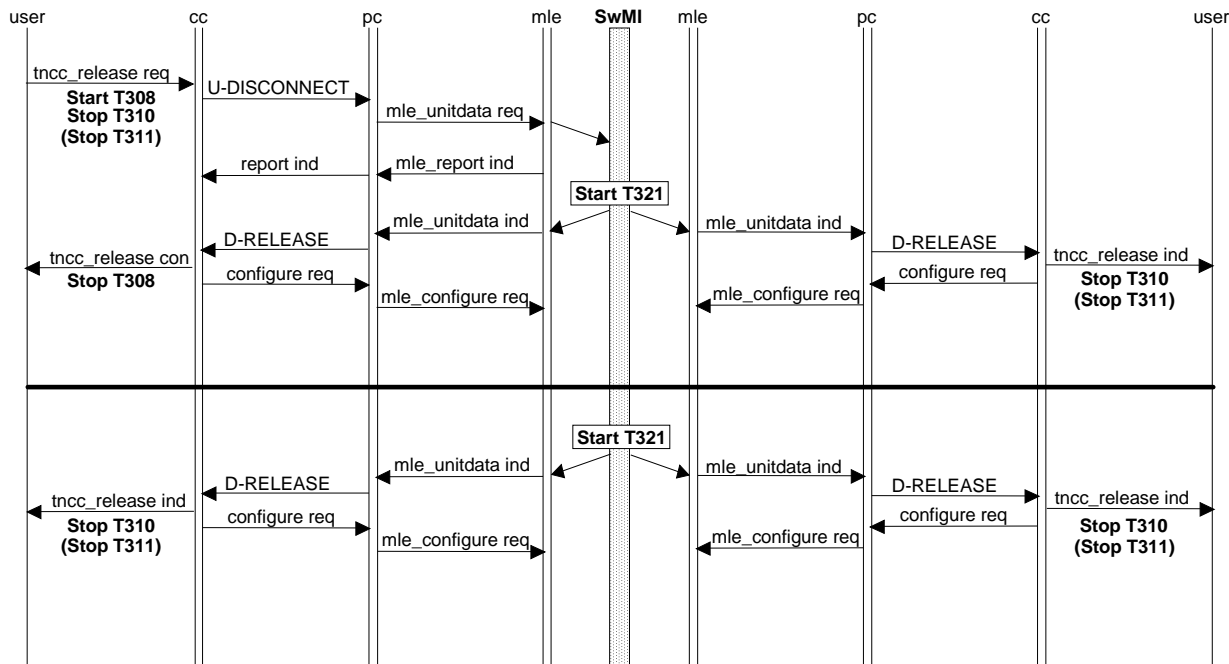 user cc pc mle SwMI mle pc cc user
tncc_release req
Start T308
Stop T310
(Stop T311)
U-DISCONNECT
mle_unitdata req
report ind
mle_report ind
Start T321
mle_unitdata ind
mle_unitdata ind
D-RELEASE
D-RELEASE
tncc_release con
Stop T308
configure req
mle_configure req
configure req
mle_configure req
tncc_release ind
Stop T310
(Stop T311)
Start T321
mle_unitdata ind
mle_unitdata ind
D-RELEASE
D-RELEASE
tncc_release ind
Stop T310
(Stop T311)
configure req
mle_configure req
configure req
mle_configure req
tncc_release ind
Stop T310
(Stop T311)